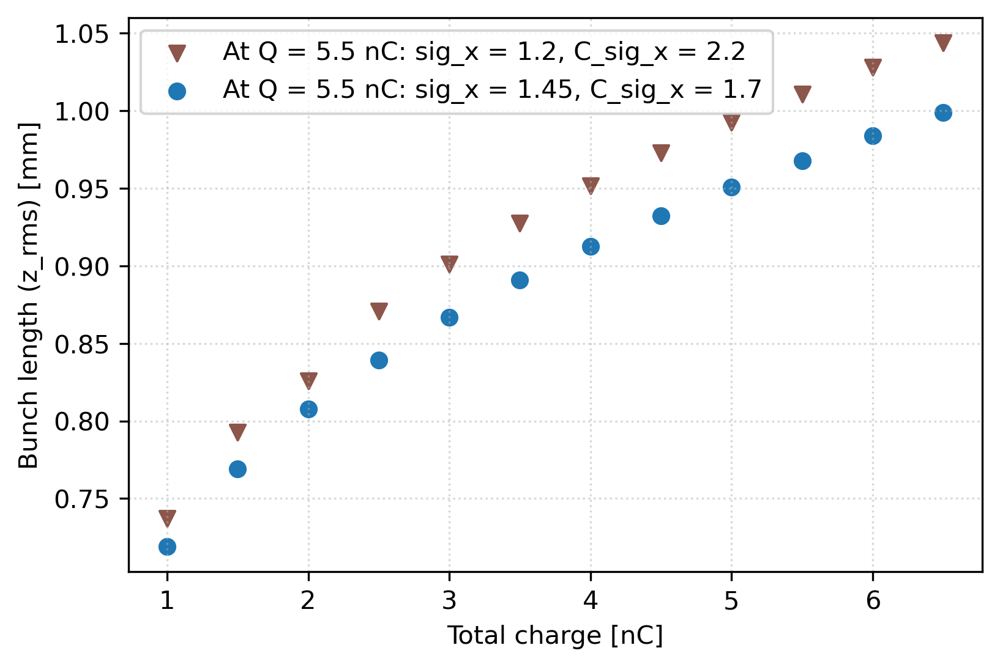 At Q = 5.5 nC: sig_x = 1.2, C_sig_x = 2.2
At Q = 5.5 nC: sig_x = 1.45, C_sig_x = 1.7
1.05
1.00
0.95
0.90
0.85
0.80
0.75
Bunch length (z_rms) [mm]
1 2 3 4 5 6
Total charge [nC]